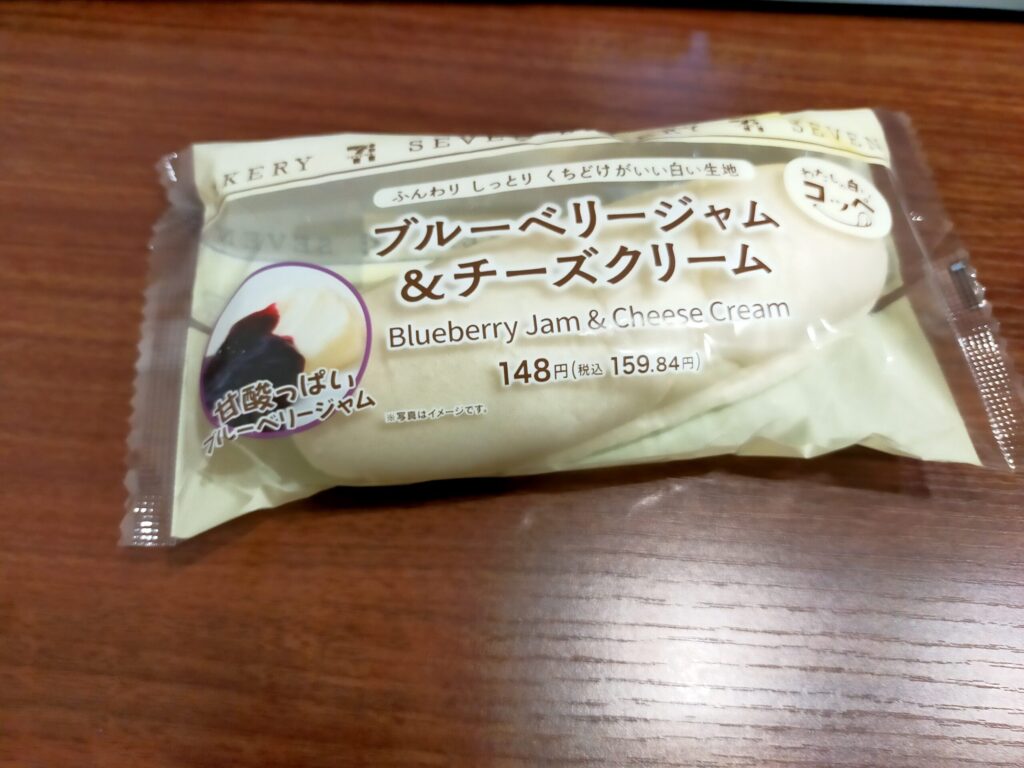 KERY 7 SEVEN
SEVEN
ふんわり しっとり くちどけがいい白い生地
コッペ
ブルーベリージャム
&チーズクリーム
Blueberry Jam & Cheese Cream
148円(税込 159.84円)
※写真はイメージです。
甘酸っぱい
ブルーベリージャム